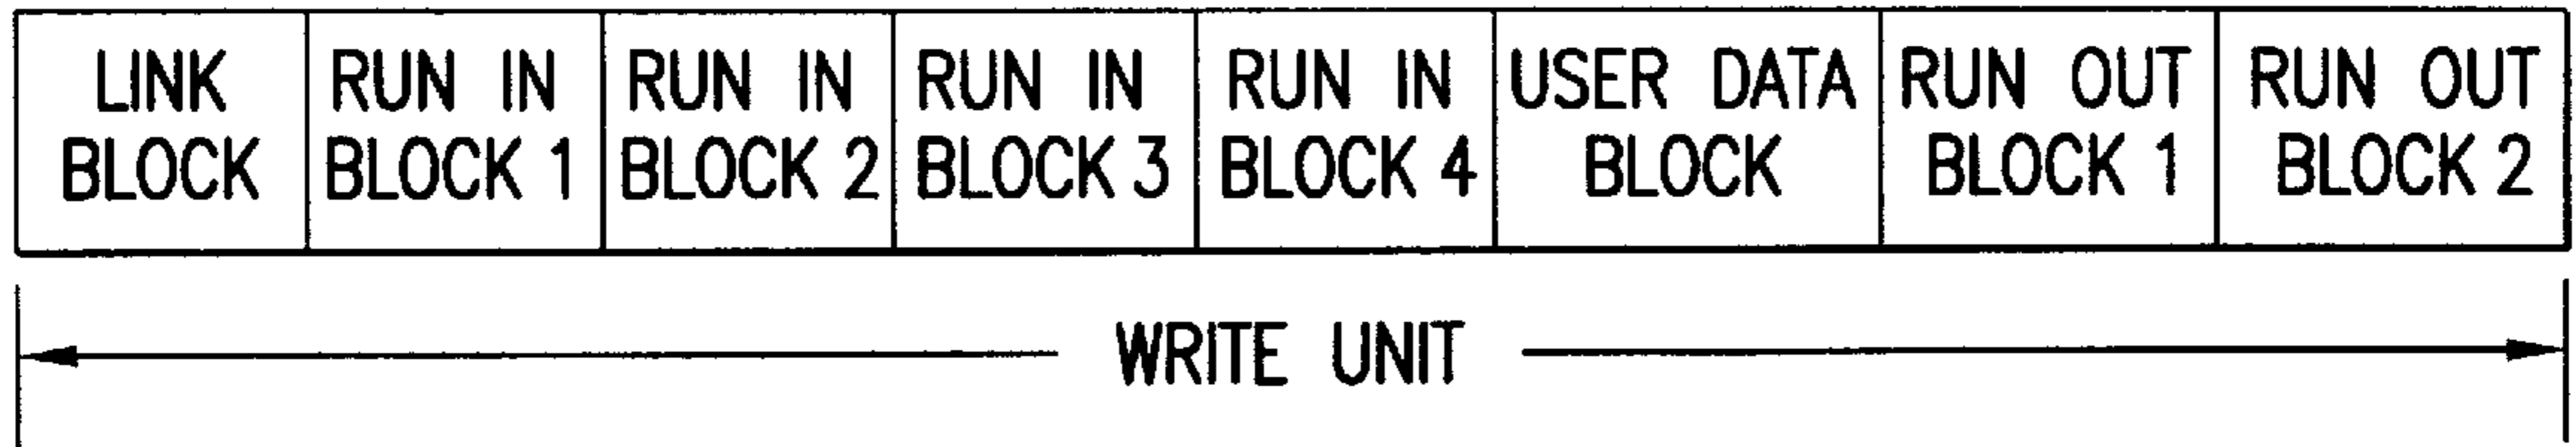 LINK BLOCK
RUN IN BLOCK 1
RUN IN BLOCK 2
RUN IN BLOCK 3
RUN IN BLOCK 4
USER DATA BLOCK
RUN OUT BLOCK 1
RUN OUT BLOCK 2
WRITE UNIT